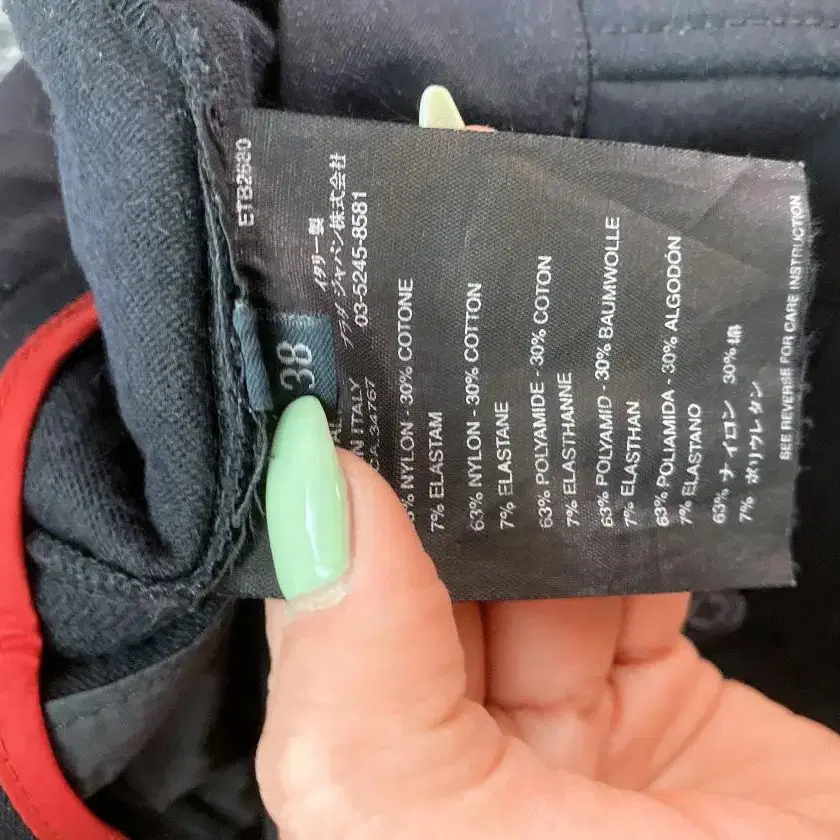 ETB2680
イタリー製
プラダ ジャパン株式会社
03-5245-8581
38
N ITALY
CA.34767
% NYLON - 30% COTONE
7% ELASTAM
63% NYLON - 30% COTTON
7% ELASTANE
63% POLYAMIDE - 30% COTON
7% ELASTHANNE
63% POLYAMID - 30% BAUMWOLLE
7% ELASTHAN
63% POLIAMIDA - 30% ALGODÓN
7% ELASTANO
63% ナイロン 30% 綿
7% ポリウレタン
SEE REVERSE FOR CARE INSTRUCTION